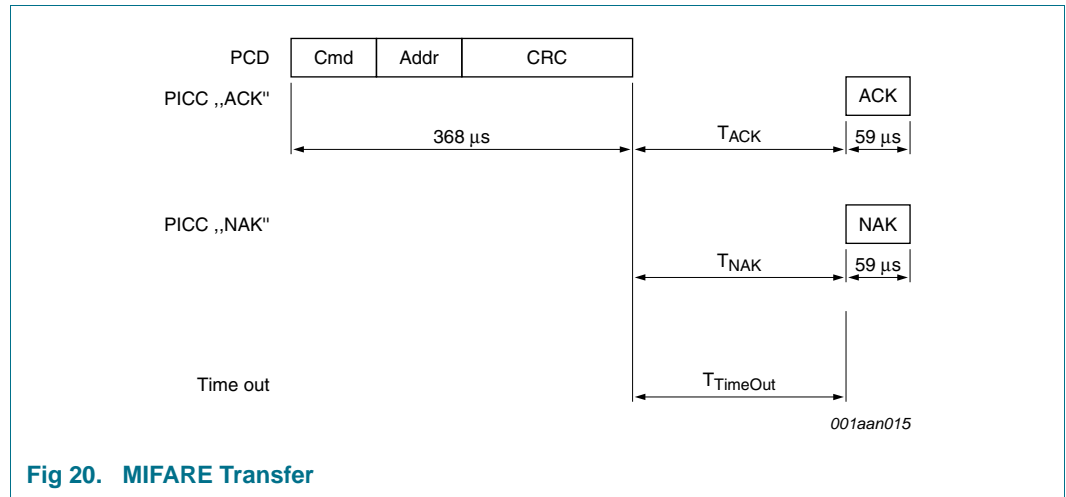 PCD Cmd Addr CRC
PICC ,,ACK" ACK
368 μs TACK 59 μs
PICC ,,NAK" NAK
TNAK 59 μs
Time out TTimeOut
001aan015
Fig 20. MIFARE Transfer